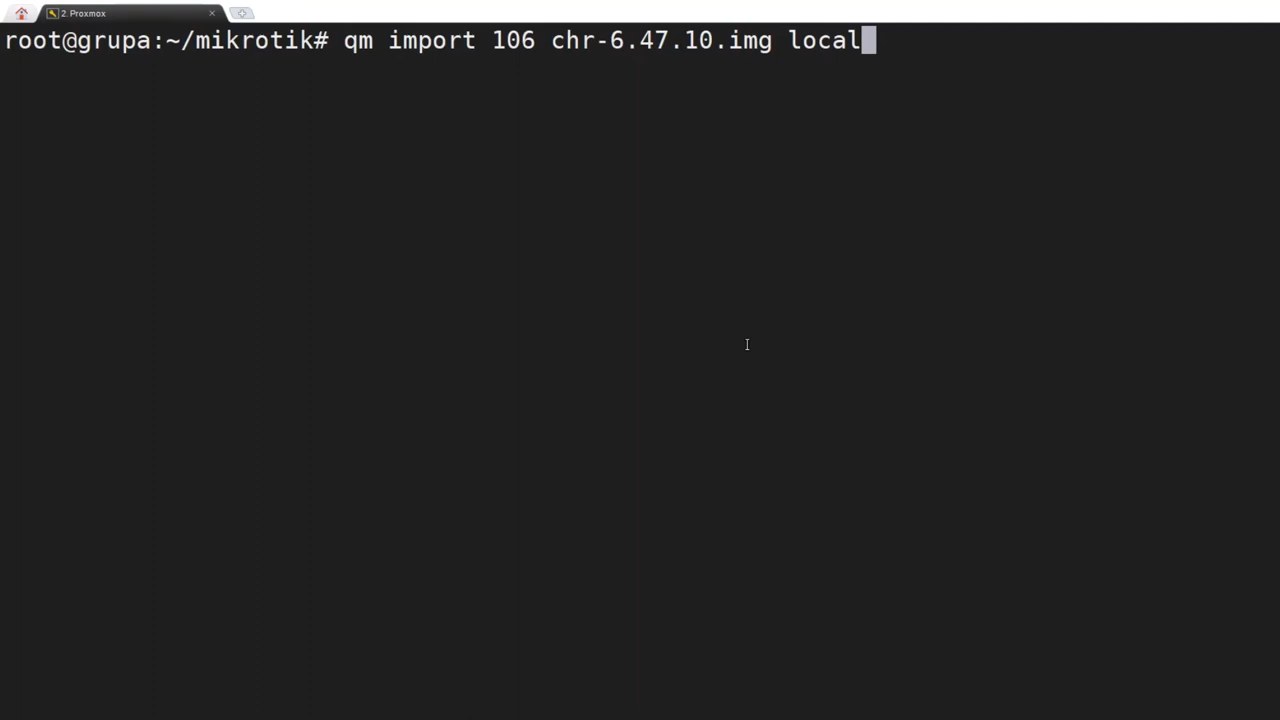 2. Proxmox
root@grupa:~/mikrotik# qm import 106 chr-6.47.10.img local